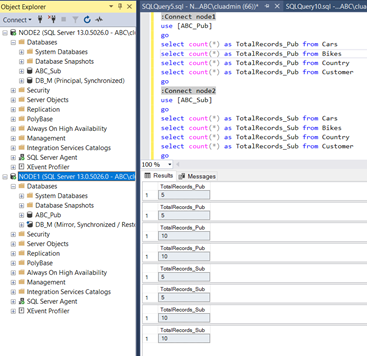 Object Explorer
Connect
NODE2 (SQL Server 13.0.5026.0 - ABC\clu
Databases
System Databases
Database Snapshots
ABC_Sub
DB_M (Principal, Synchronized)
Security
Server Objects
Replication
PolyBase
Always On High Availability
Management
Integration Services Catalogs
SQL Server Agent
XEvent Profiler
NODE1 (SQL Server 13.0.5026.0 - ABC\clu
Databases
System Databases
Database Snapshots
ABC_Pub
DB_M (Mirror, Synchronized / Resto
Security
Server Objects
Replication
PolyBase
Always On High Availability
Management
Integration Services Catalogs
SQL Server Agent
XEvent Profiler
SQLQuery5.sql - N...ABC\cluadmin (66))*
SQLQuery10.sql -...ABC\clua
:Connect node1
use [ABC_Pub]
go
select count(*) as TotalRecords_Pub from Cars
select count(*) as TotalRecords_Pub from Bikes
select count(*) as TotalRecords_Pub from Country
select count(*) as TotalRecords_Pub from Customer
go
:Connect node2
use [ABC_Sub]
go
select count(*) as TotalRecords_Sub from Cars
select count(*) as TotalRecords_Sub from Bikes
select count(*) as TotalRecords_Sub from Country
select count(*) as TotalRecords_Sub from Customer
go
100 %
Results Messages
TotalRecords_Pub
1 5
TotalRecords_Pub
1 5
TotalRecords_Pub
1 10
TotalRecords_Pub
1 10
TotalRecords_Sub
1 5
TotalRecords_Sub
1 5
TotalRecords_Sub
1 10
TotalRecords_Sub
1 10